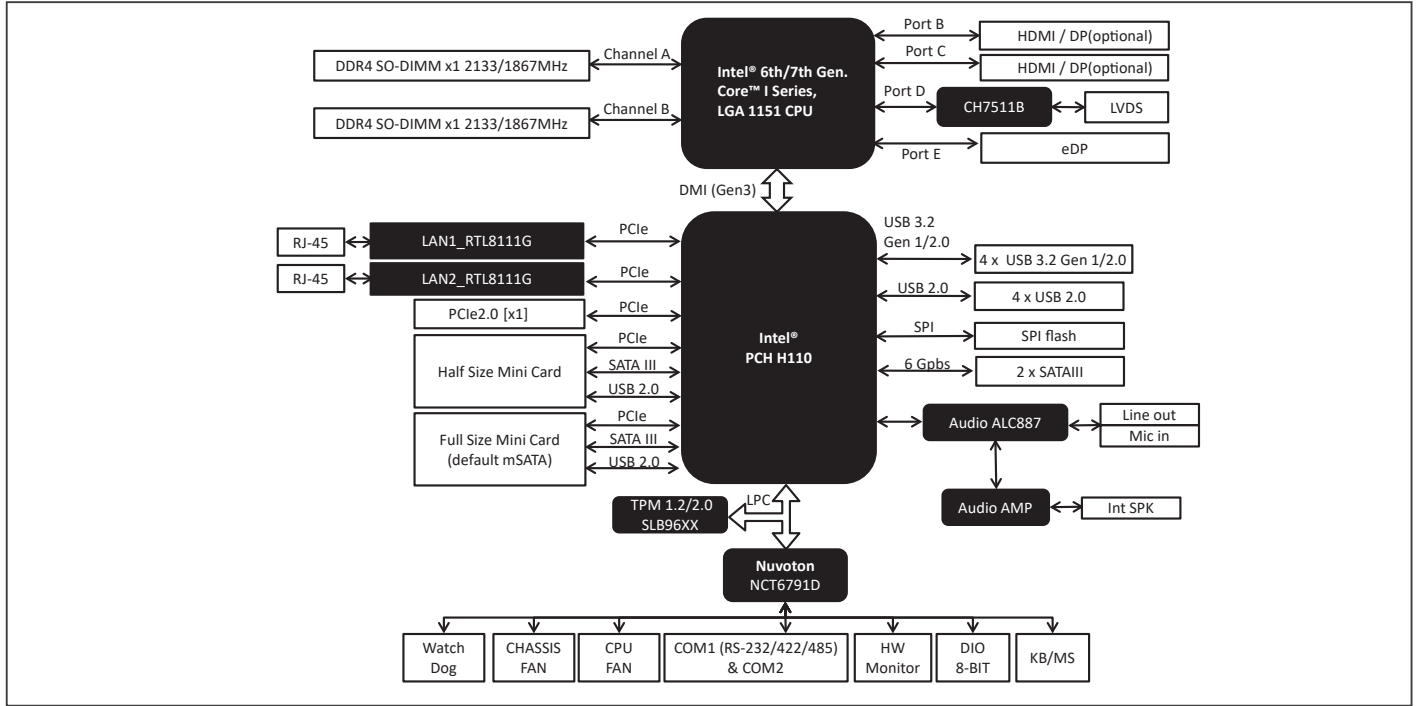 Port B
HDMI / DP(optional)
Channel A
DDR4 SO-DIMM x1 2133/1867MHz
Intel® 6th/7th Gen.
Core™ I Series,
LGA 1151 CPU
Port C
HDMI / DP(optional)
Port D
CH7511B
LVDS
Channel B
DDR4 SO-DIMM x1 2133/1867MHz
Port E
eDP
DMI (Gen3)
RJ-45
LAN1_RTL8111G
PCIe
RJ-45
LAN2_RTL8111G
PCIe
PCIe2.0 [x1]
PCIe
Half Size Mini Card
PCIe
SATA III
USB 2.0
Full Size Mini Card
(default mSATA)
PCIe
SATA III
USB 2.0
Intel®
PCH H110
USB 3.2
Gen 1/2.0
4 x  USB 3.2 Gen 1/2.0
USB 2.0
4 x USB 2.0
SPI
SPI flash
6 Gpbs
2 x SATAIII
Audio ALC887
Line out
Mic in
Audio AMP
Int SPK
TPM 1.2/2.0
SLB96XX
LPC
Nuvoton
NCT6791D
Watch
Dog
CHASSIS
FAN
CPU
FAN
COM1 (RS-232/422/485)
& COM2
HW
Monitor
DIO
8-BIT
KB/MS